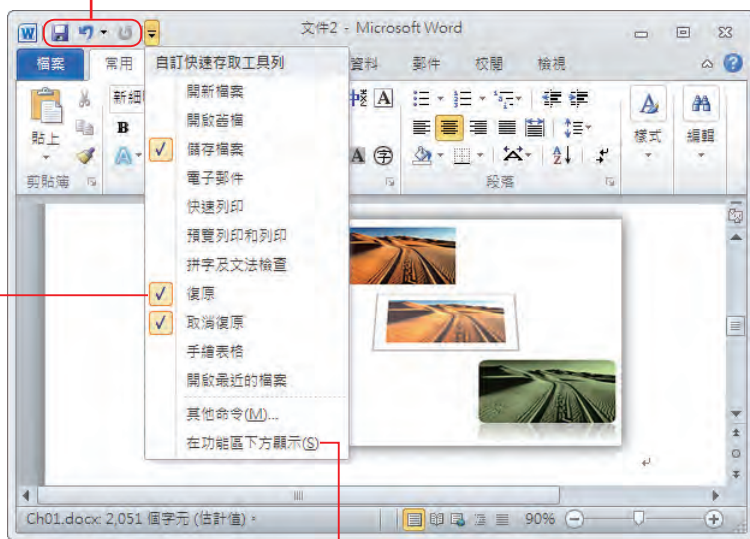 文件2 - Microsoft Word
檔案 常用 資料 郵件 校閱 檢視
自訂快速存取工具列
開新檔案
開啟舊檔
儲存檔案
電子郵件
快速列印
預覽列印和列印
拼字及文法檢查
復原
取消復原
手繪表格
開啟最近的檔案
其他命令(M)...
在功能區下方顯示(S)
貼上
新細
B
剪貼簿
A
A 字
段落
樣式
編輯
Ch01.docx: 2,051 個字元 (估計值)。
90%